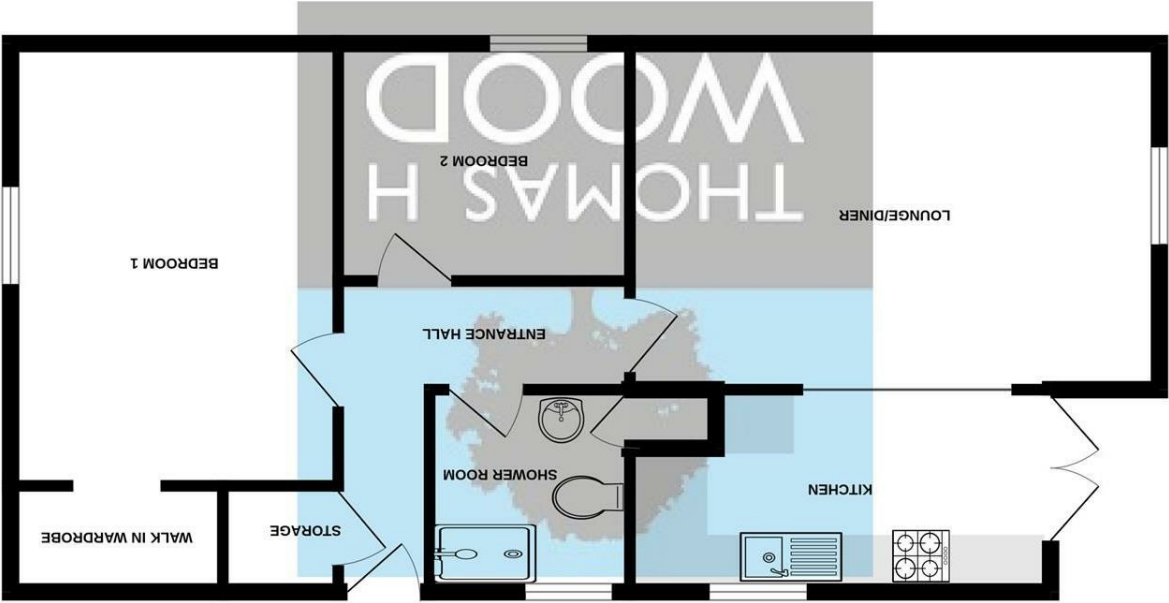 WALK IN WARDROBE
STORAGE
KITCHEN
SHOWER ROOM
ENTRANCE HALL
BEDROOM 1
LOUNGE/DINER
THOMAS H
BEDROOM 2
WOOD